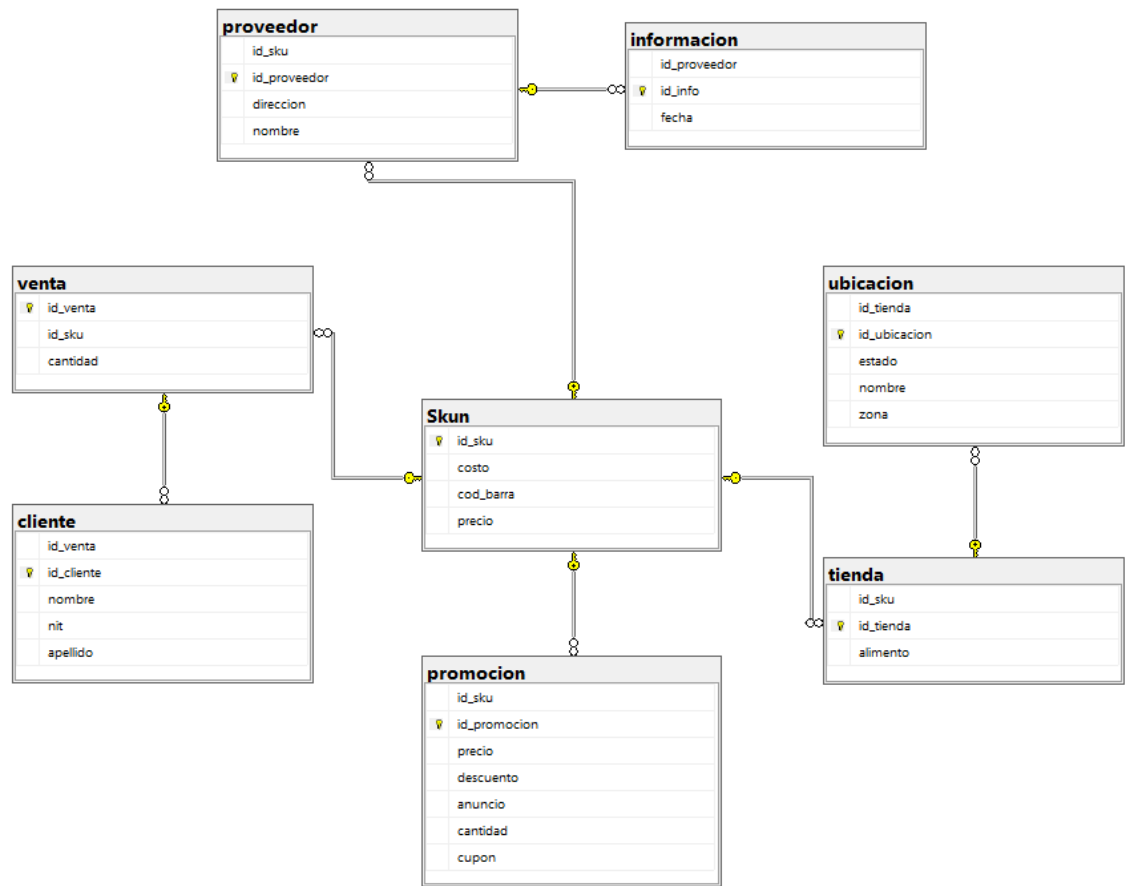 proveedor
id_sku
id_proveedor
direccion
nombre
informacion
id_proveedor
id_info
fecha
venta
id_venta
id_sku
cantidad
ubicacion
id_tienda
id_ubicacion
estado
nombre
zona
Skun
id_sku
costo
cod_barra
precio
cliente
id_venta
id_cliente
nombre
nit
apellido
tienda
id_sku
id_tienda
alimento
promocion
id_sku
id_promocion
precio
descuento
anuncio
cantidad
cupon